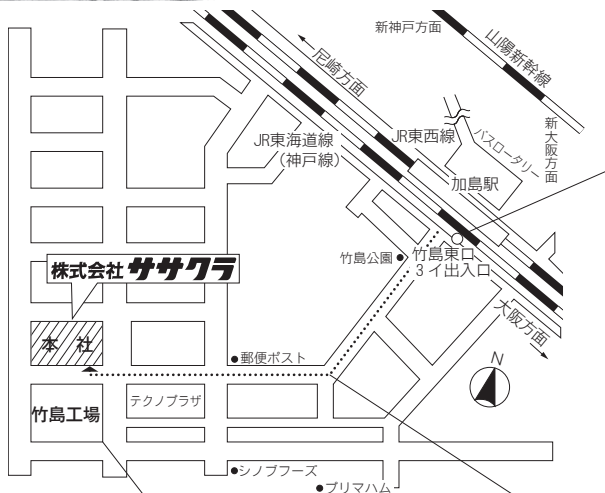 新神戸方面
山陽新幹線
尼崎方面
新大阪方面
JR東海道線
(神戸線)
JR東西線
バスロータリー
加島駅
竹島公園
竹島東口
3 イ出入口
大阪方面
株式会社 ササクラ
本 社
郵便ポスト
N
竹島工場
テクノプラザ
シノブフーズ
プリマハム